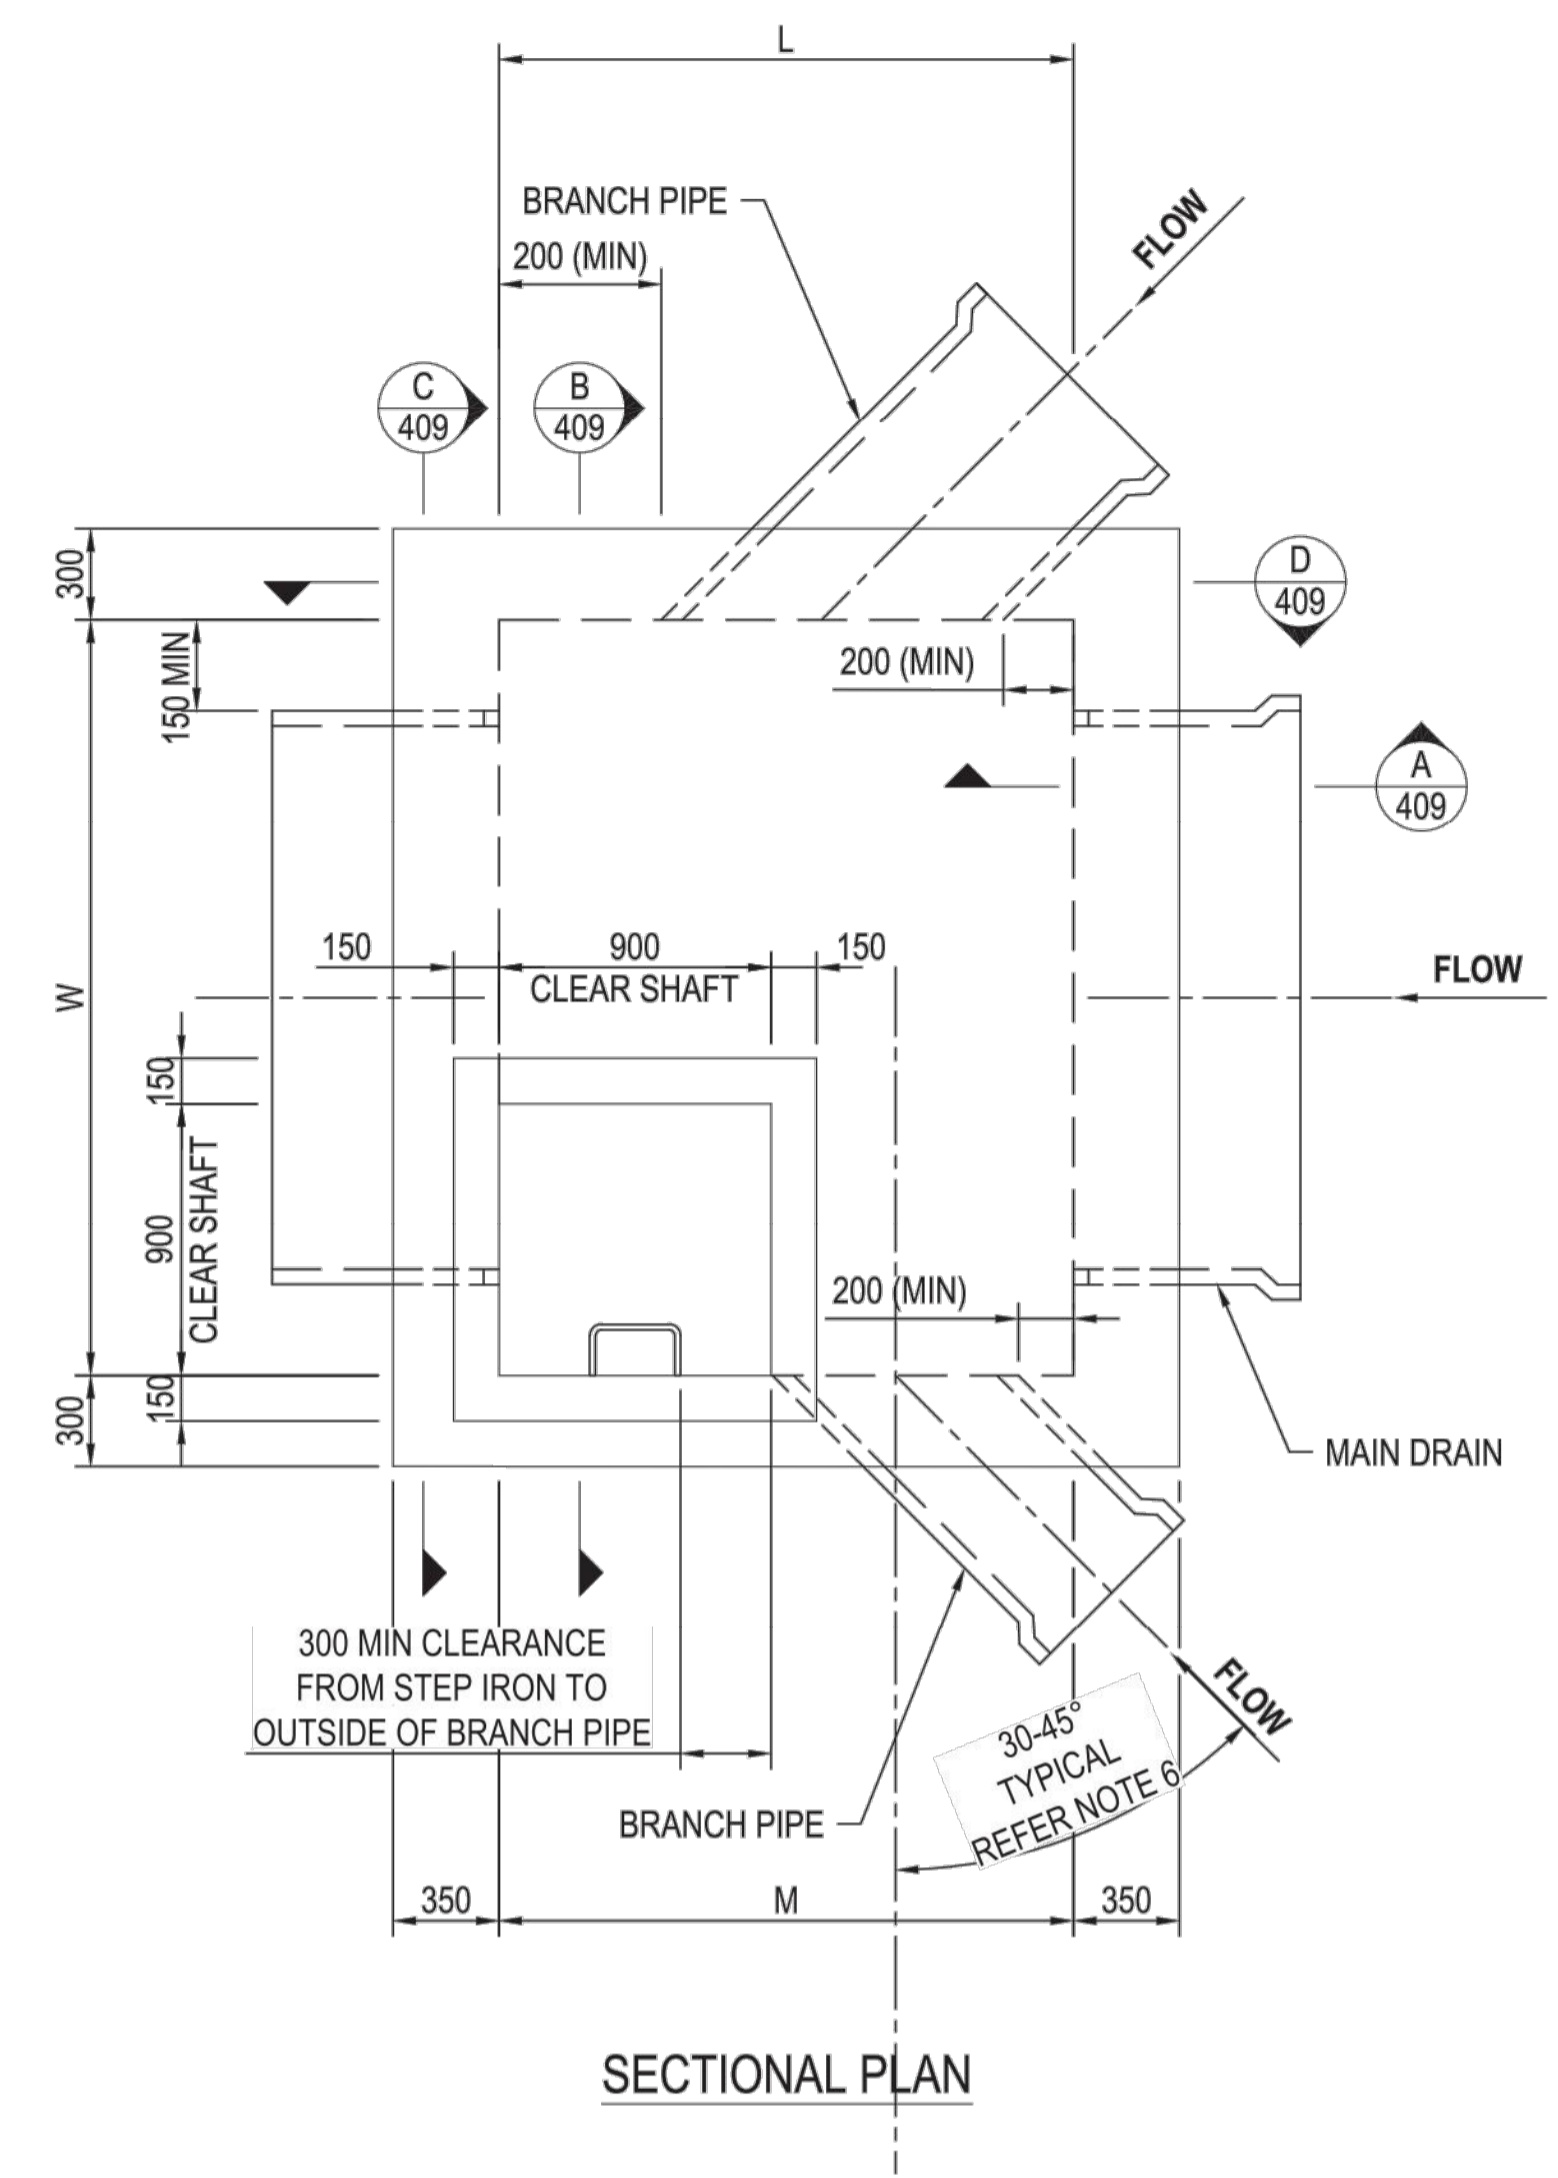 L
BRANCH PIPE
FLOW
200 (MIN)
C
409
B
409
300
D
409
150 MIN
200 (MIN)
A
409
150
900
150
CLEAR SHAFT
FLOW
W
150
900
CLEAR SHAFT
200 (MIN)
150
300
MAIN DRAIN
300 MIN CLEARANCE
FROM STEP IRON TO
OUTSIDE OF BRANCH PIPE
FLOW
30-45°
TYPICAL
REFER NOTE 6
BRANCH PIPE
350
M
350
SECTIONAL PLAN